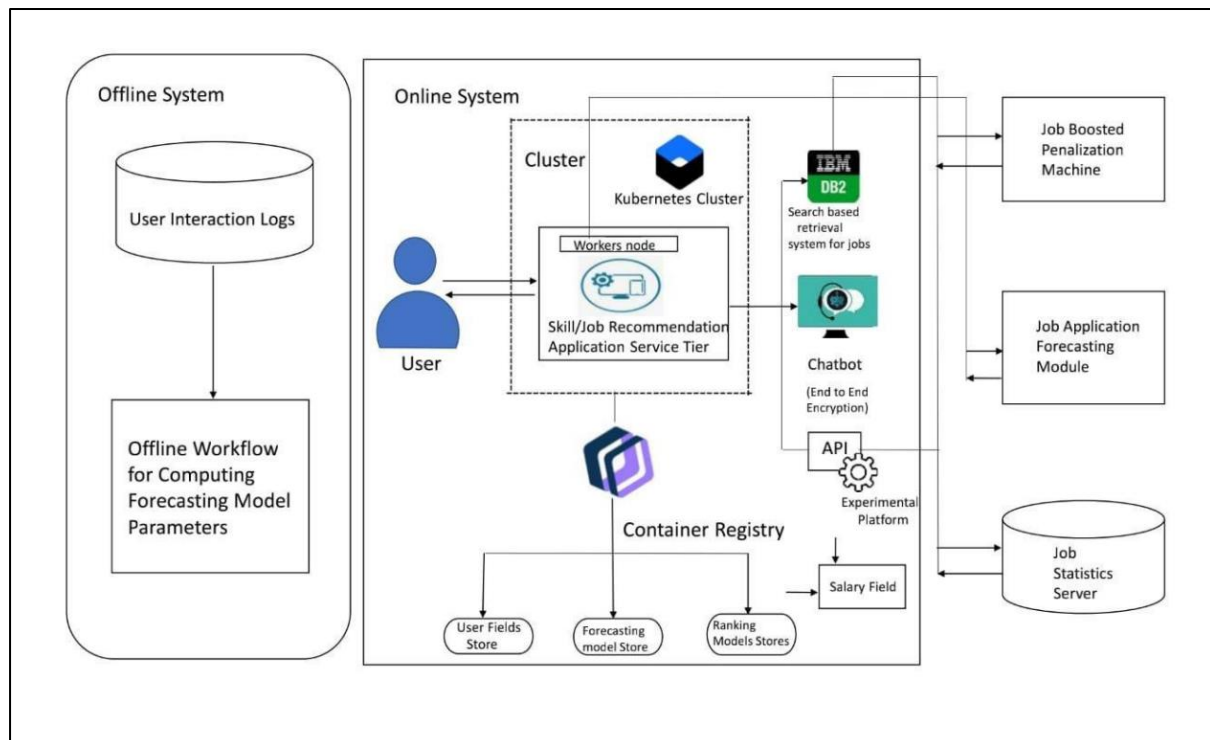 Offline System
User Interaction Logs
Offline Workflow
for Computing
Forecasting Model
Parameters
Online System
Cluster
Kubernetes Cluster
Workers node
Skill/Job Recommendation
Application Service Tier
User
IBM
DB2
Search based
retrieval
system for jobs
Chatbot
(End to End
Encryption)
API
Experimental
Platform
Salary Field
Container Registry
User Fields
Store
Forecasting
model Store
Ranking
Models Stores
Job Boosted
Penalization
Machine
Job Application
Forecasting
Module
Job
Statistics
Server